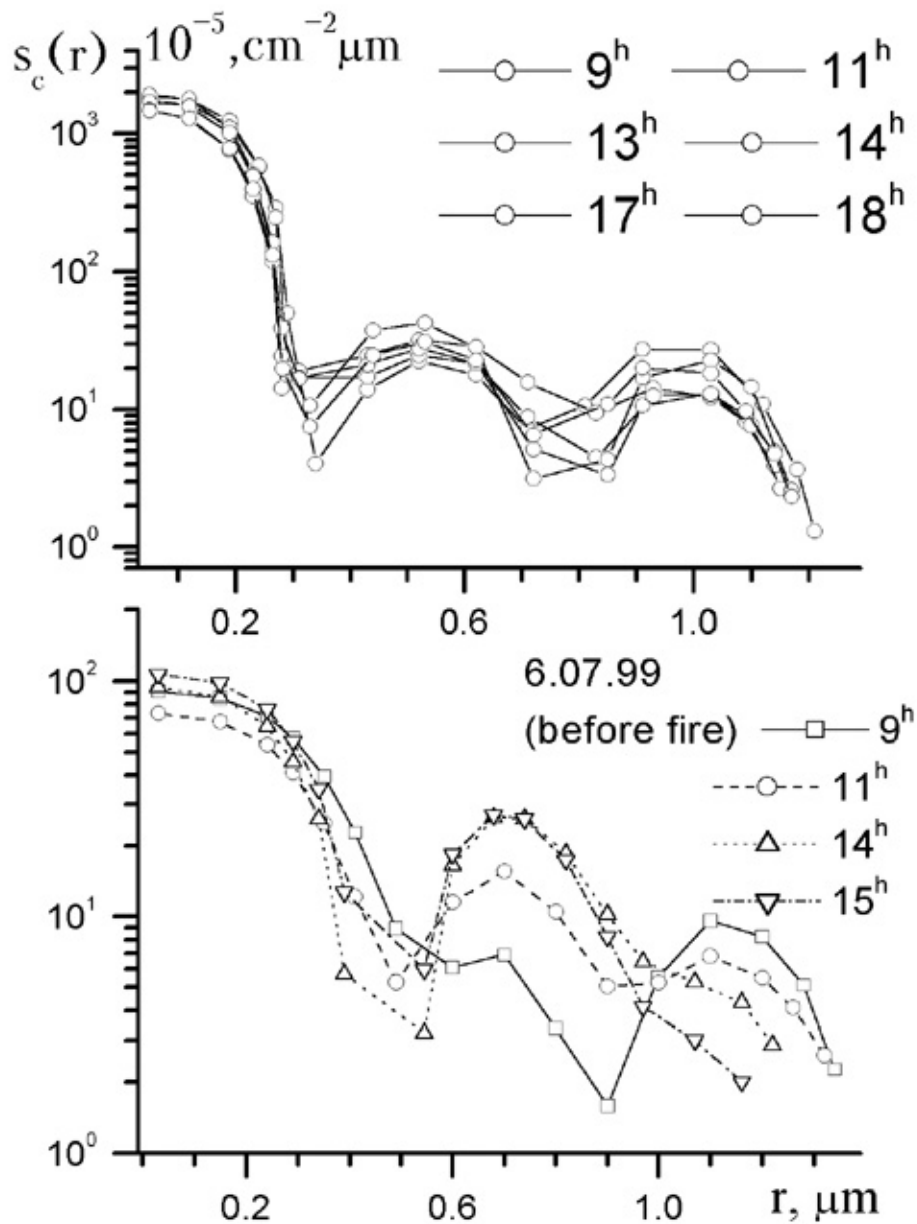 s_c(r) 10^-5, cm^-2 μm
9^h 11^h
10^3
13^h 14^h
17^h 18^h
10^2
10^1
10^0
0.2 0.6 1.0
6.07.99
10^2
(before fire) 9^h
11^h
14^h
10^1
15^h
10^0
0.2 0.6 1.0 r, μm